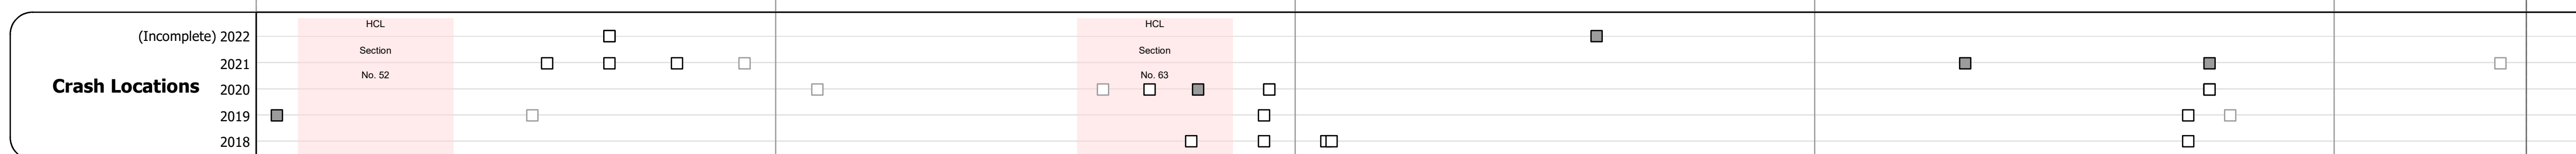 Crash Locations
(Incomplete) 2022
2021
2020
2019
2018
HCL
Section
No. 52
HCL
Section
No. 63